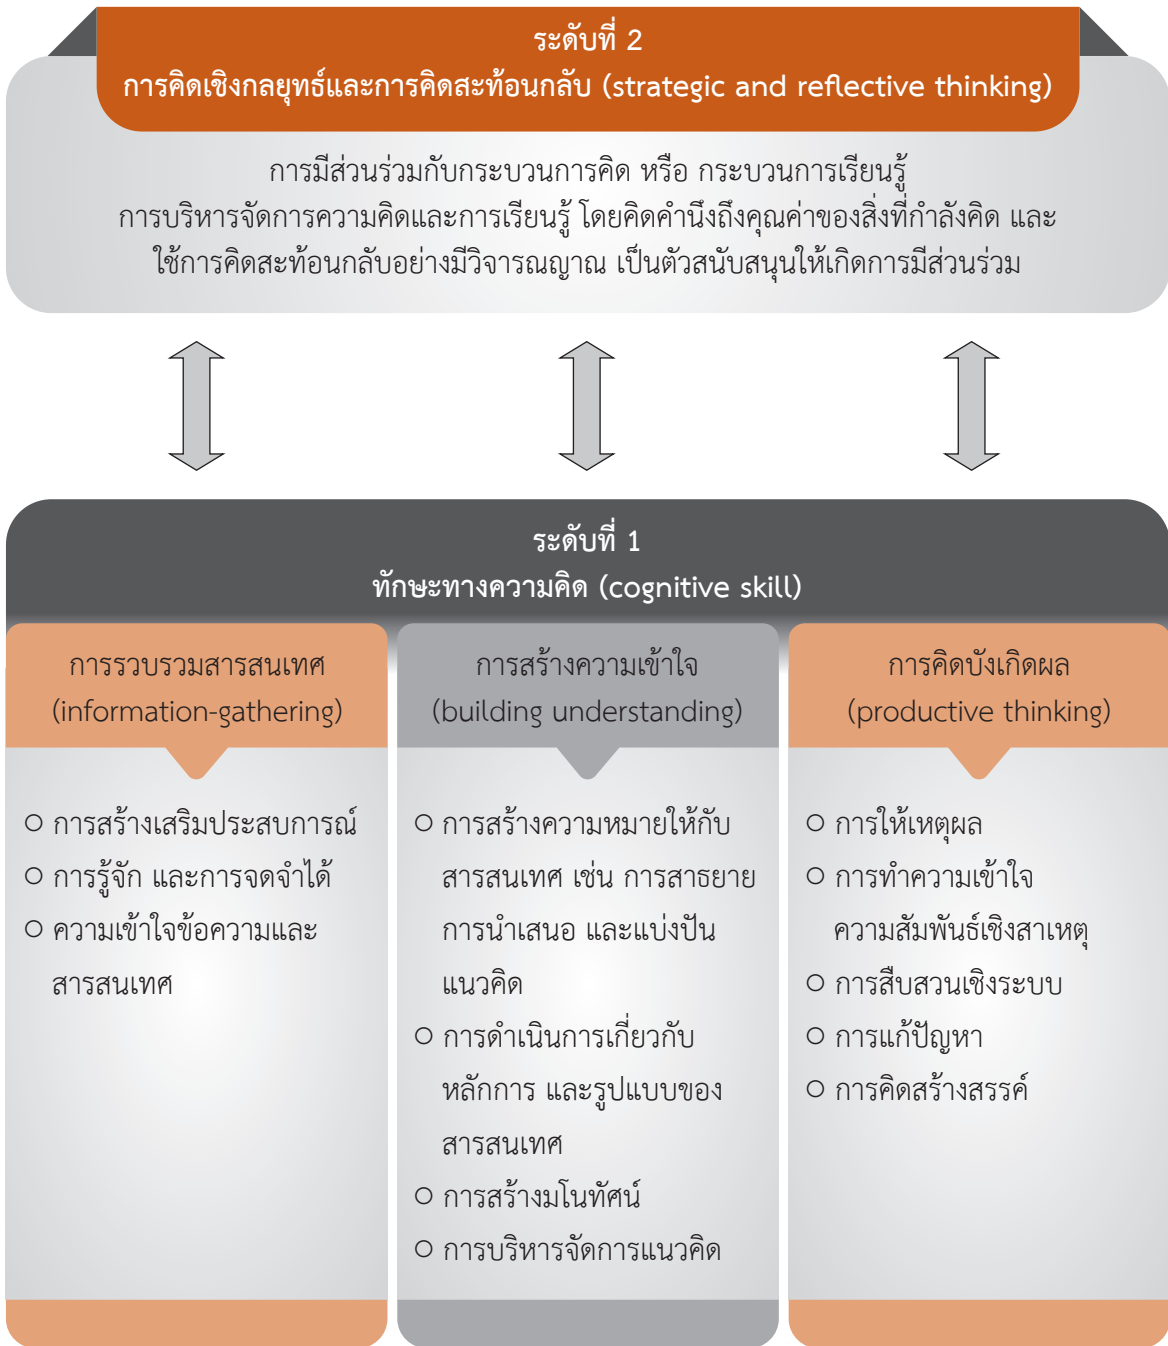 ระดับที่ 2
การคิดเชิงกลยุทธ์และการคิดสะท้อนกลับ (strategic and reflective thinking)
การมีส่วนร่วมกับกระบวนการคิด หรือ กระบวนการเรียนรู้
การบริหารจัดการความคิดและการเรียนรู้ โดยคิดคำนึงถึงคุณค่าของสิ่งที่กำลังคิด และ
ใช้การคิดสะท้อนกลับอย่างมีวิจารณญาณ เป็นตัวสนับสนุนให้เกิดการมีส่วนร่วม
ระดับที่ 1
ทักษะทางความคิด (cognitive skill)
การรวบรวมสารสนเทศ
(information-gathering)
○ การสร้างเสริมประสบการณ์
○ การรู้จัก และการจดจำได้
○ ความเข้าใจข้อความและ
สารสนเทศ
การสร้างความเข้าใจ
(building understanding)
○ การสร้างความหมายให้กับ
สารสนเทศ เช่น การสาธยาย
การนำเสนอ และแบ่งปัน
แนวคิด
○ การดำเนินการเกี่ยวกับ
หลักการ และรูปแบบของ
สารสนเทศ
○ การสร้างมโนทัศน์
○ การบริหารจัดการแนวคิด
การคิดบังเกิดผล
(productive thinking)
○ การให้เหตุผล
○ การทำความเข้าใจ
ความสัมพันธ์เชิงสาเหตุ
○ การสืบสวนเชิงระบบ
○ การแก้ปัญหา
○ การคิดสร้างสรรค์